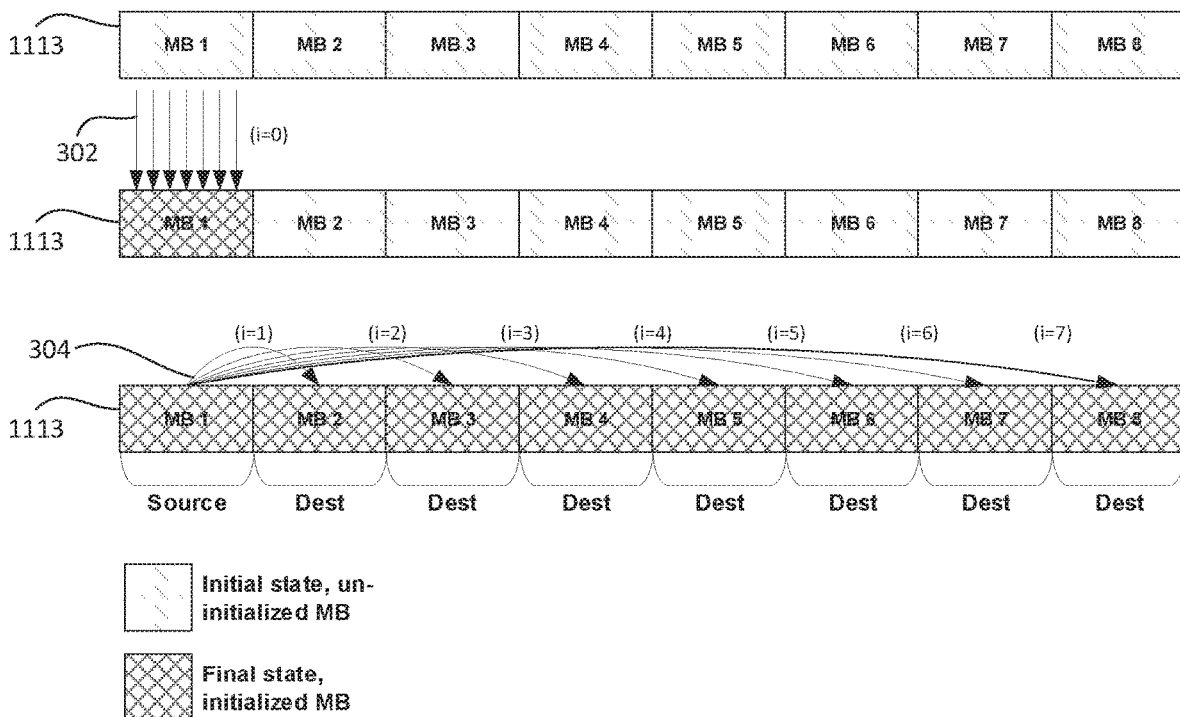 1113 MB 1 MB 2 MB 3 MB 4 MB 5 MB 6 MB 7 MB 8
302 (i=0)
1113 MB 1 MB 2 MB 3 MB 4 MB 5 MB 6 MB 7 MB 8
304 (i=1) (i=2) (i=3) (i=4) (i=5) (i=6) (i=7)
1113 MB 1 MB 2 MB 3 MB 4 MB 5 MB 6 MB 7 MB 8
Source Dest Dest Dest Dest Dest Dest Dest
Initial state, un-
initialized MB
Final state,
initialized MB